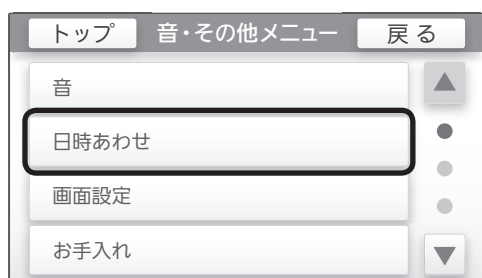 トップ 音・その他メニュー 戻る
音
日時あわせ
画面設定
お手入れ